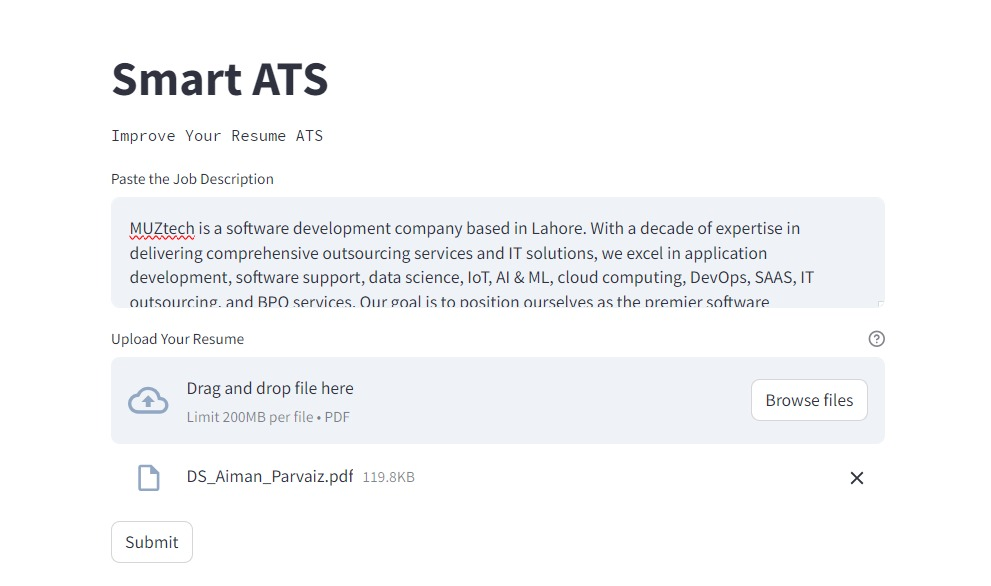 Smart ATS
Improve Your Resume ATS
Paste the Job Description
MUZtech is a software development company based in Lahore. With a decade of expertise in
delivering comprehensive outsourcing services and IT solutions, we excel in application
development, software support, data science, IoT, AI & ML, cloud computing, DevOps, SAAS, IT
outsourcing, and BPO services. Our goal is to position ourselves as the premier software
Upload Your Resume
Drag and drop file here
Limit 200MB per file • PDF
Browse files
DS_Aiman_Parvaiz.pdf 119.8KB
Submit